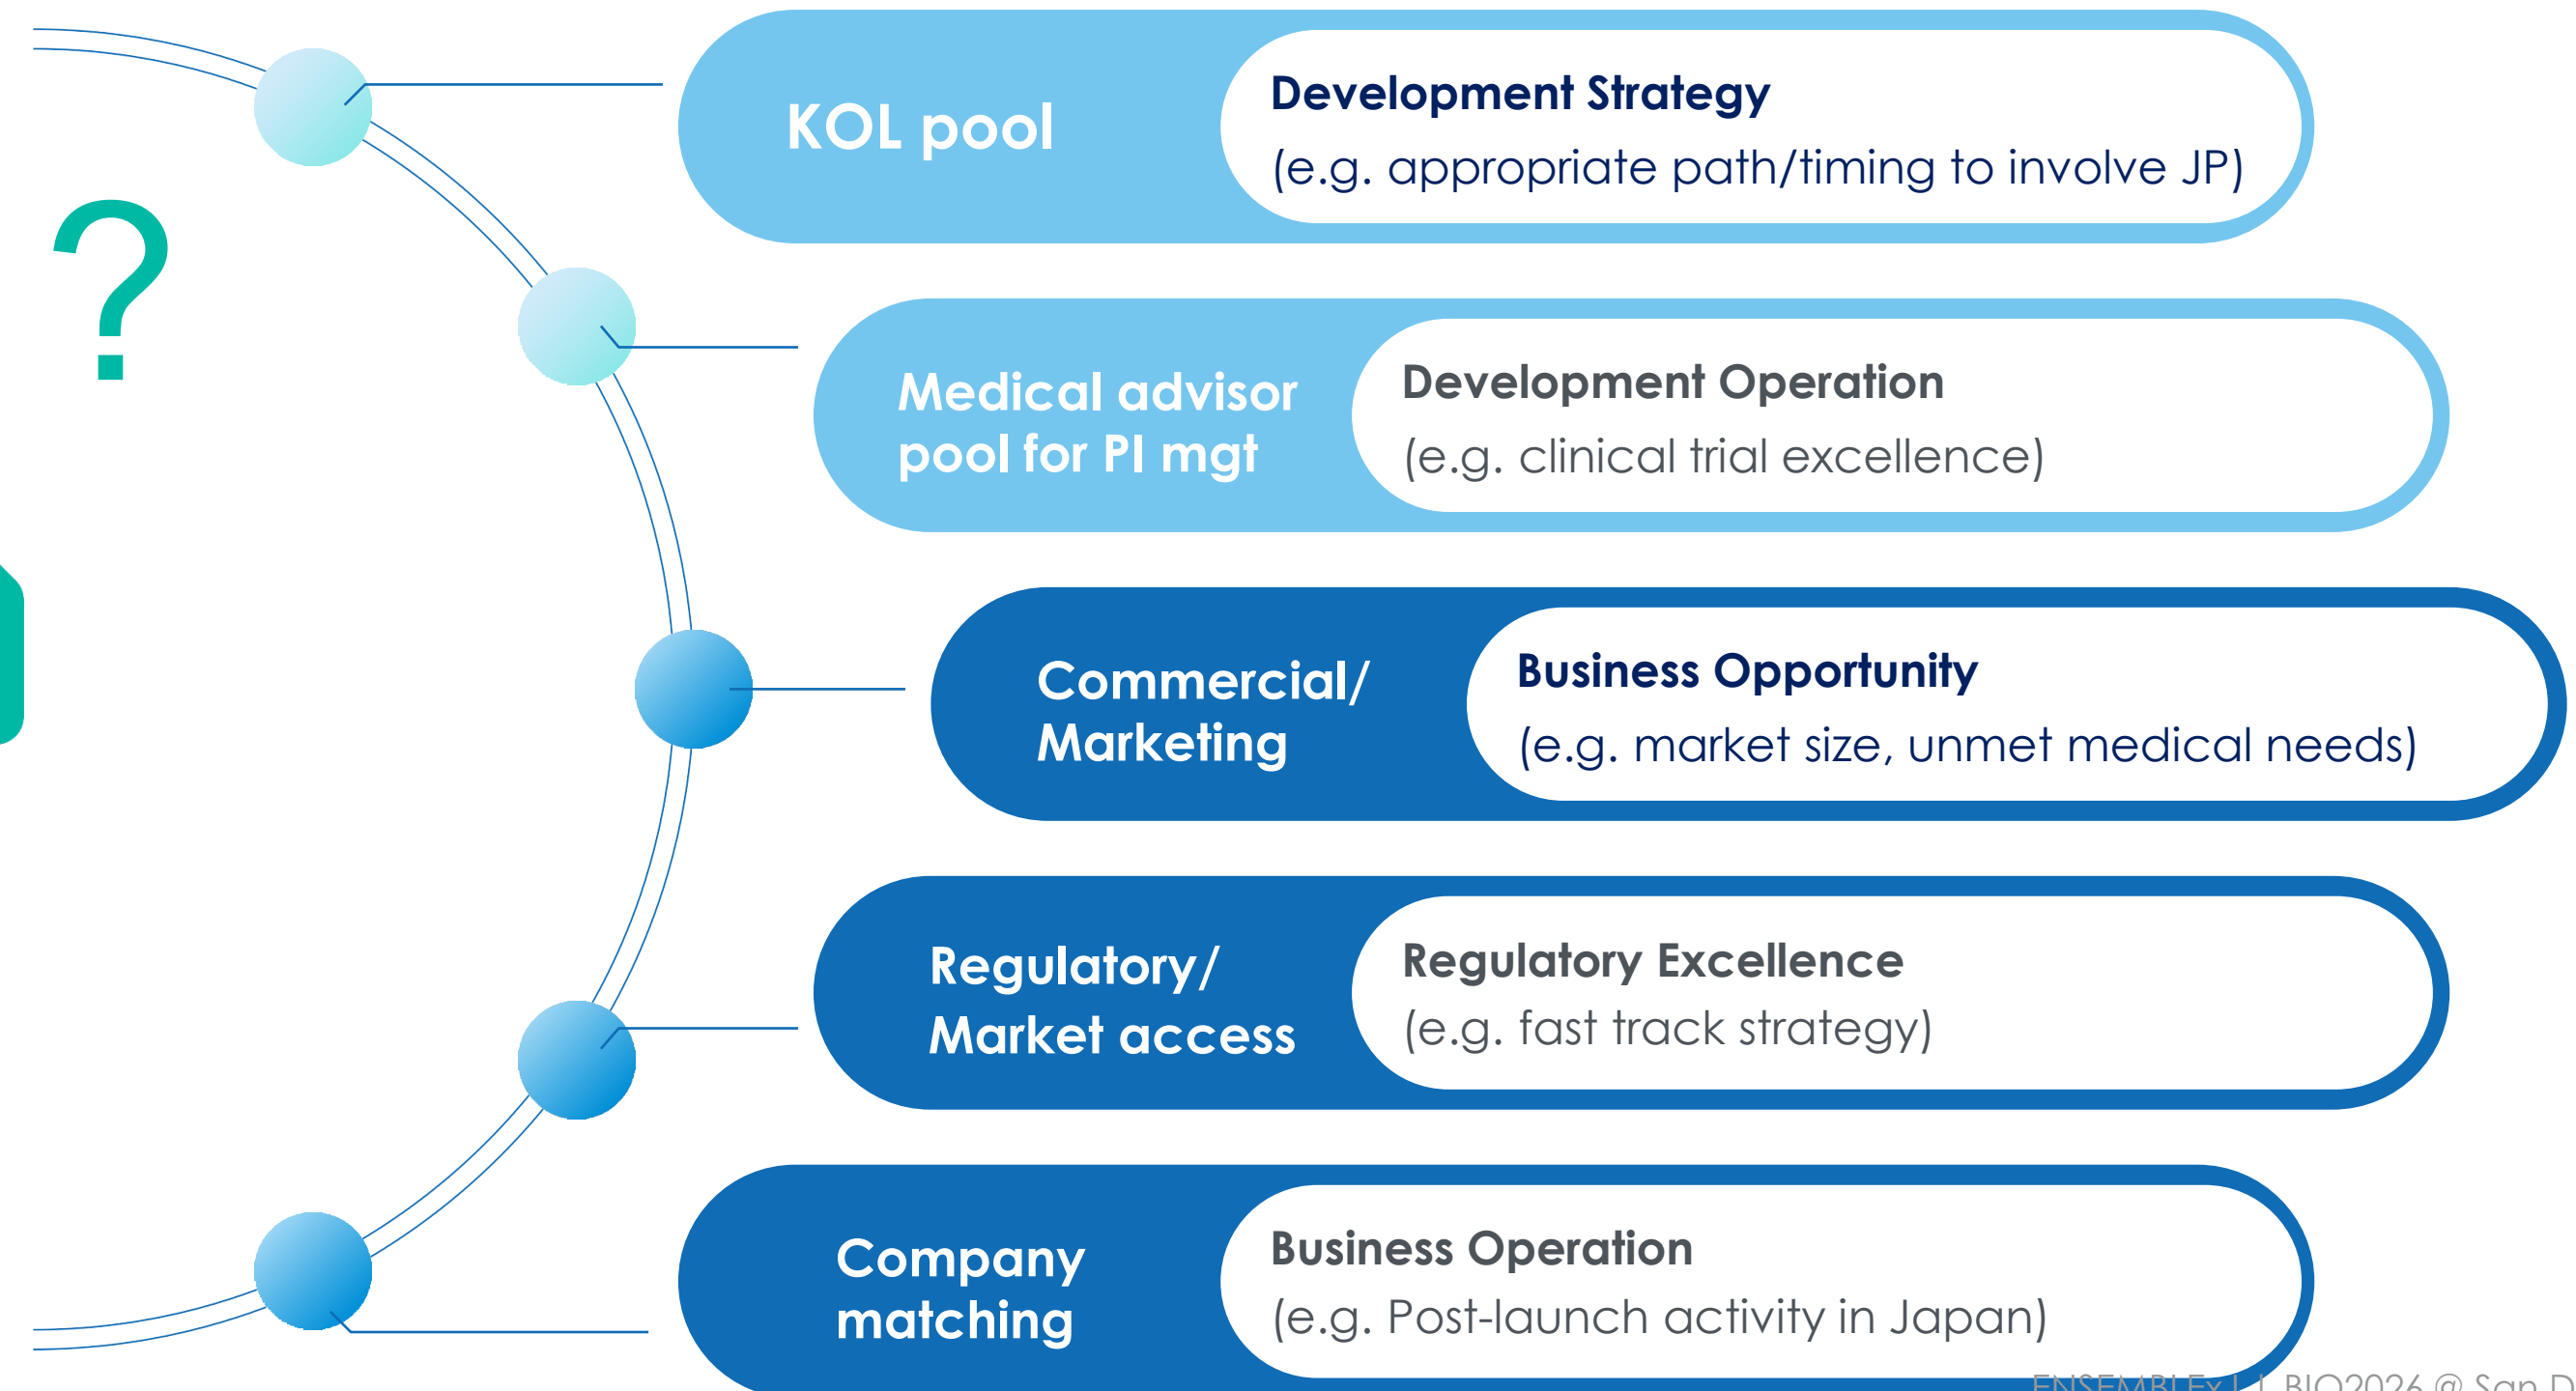 ?
KOL pool
Development Strategy
(e.g. appropriate path/timing to involve JP)
Medical advisor
pool for PI mgt
Development Operation
(e.g. clinical trial excellence)
Commercial/
Marketing
Business Opportunity
(e.g. market size, unmet medical needs)
Regulatory/
Market access
Regulatory Excellence
(e.g. fast track strategy)
Company
matching
Business Operation
(e.g. Post-launch activity in Japan)
BIO2026 @ San